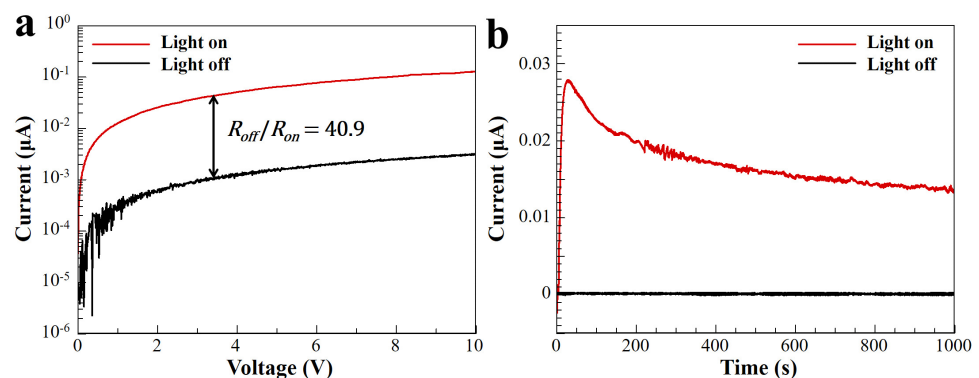 a
10⁰
10⁻¹
10⁻²
10⁻³
10⁻⁴
10⁻⁵
10⁻⁶
Current (µA)
Light on
Light off
R_off/R_on = 40.9
0 2 4 6 8 10
Voltage (V)
b
0.03
0.02
0.01
0
Current (µA)
Light on
Light off
0 200 400 600 800 1000
Time (s)